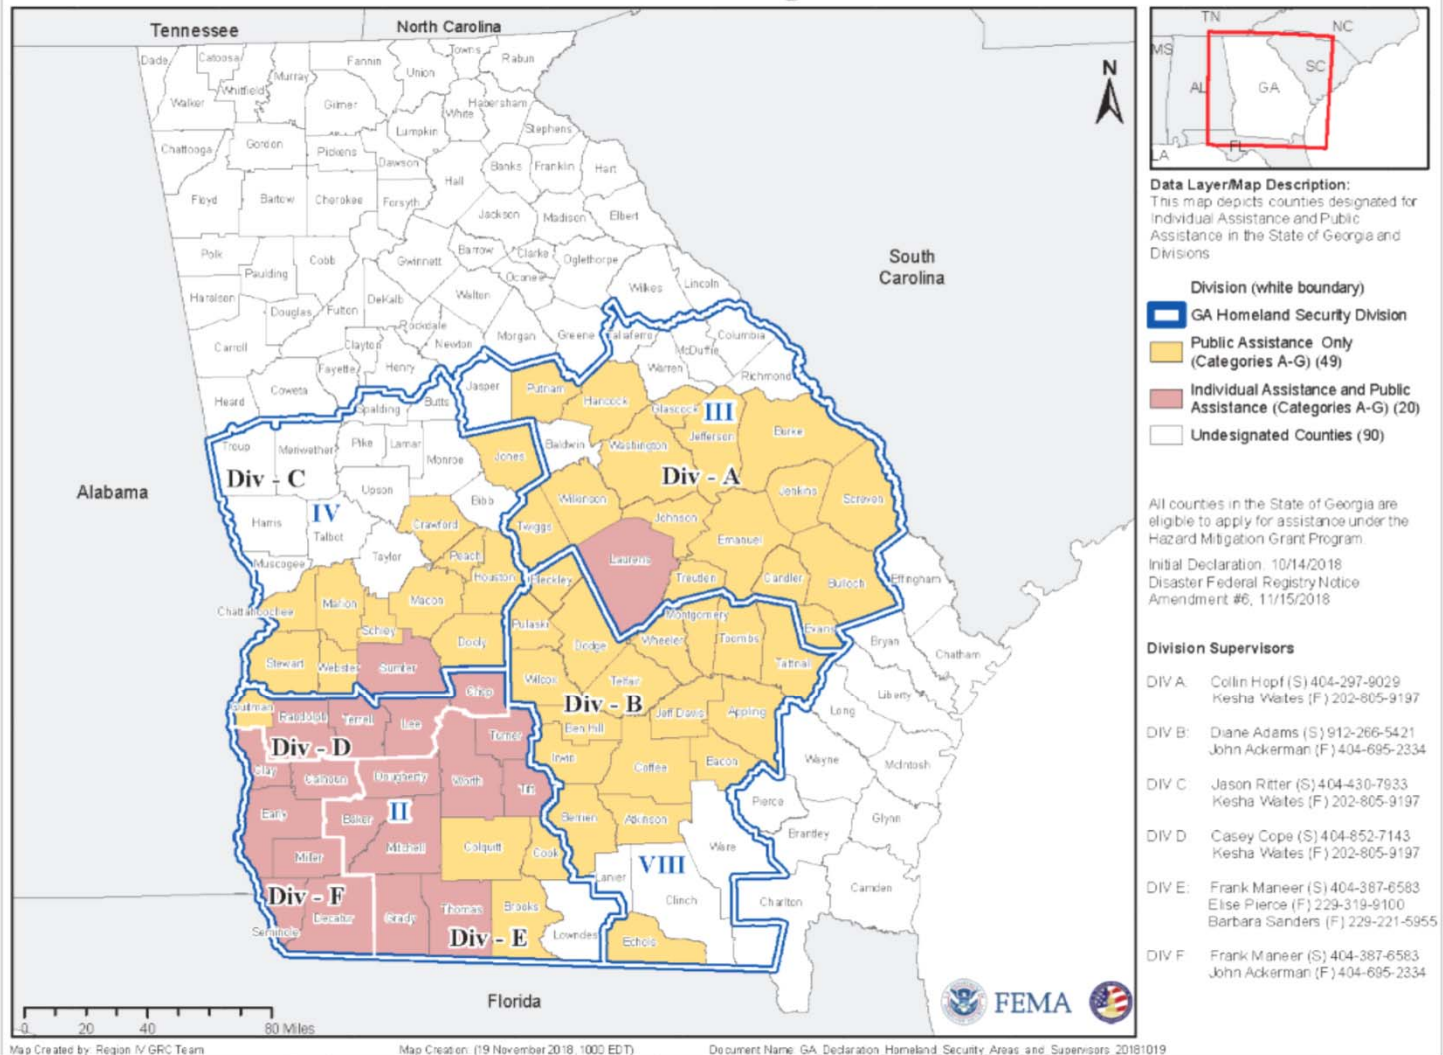 Tennessee
North Carolina
Dade
Catoosa
Fannin
Towns
Rabun
Union
Murray
Whitfield
Walker
Gilmer
White
Habersham
Lumpkin
Stephens
Chattooga
Gordon
Pickens
Dawson
Banks
Franklin
Hart
Hall
Floyd
Bartow
Cherokee
Forsyth
Jackson
Madison
Elbert
Polk
Paulding
Cobb
Gwinnett
Barrow
Clarke
Oconee
Oglethorpe
Wilkes
Lincoln
Haralson
Douglas
Fulton
DeKalb
Walton
Rockdale
Newton
Morgan
Greene
Taliaferro
Columbia
McDuffie
Carroll
Clayton
Fayette
Henry
Warren
Richmond
Heard
Coweta
Spalding
Butts
Jasper
Putnam
Hancock
Glascock
III
Jefferson
Burke
Troup
Meriwether
Pike
Lamar
Monroe
Jones
Baldwin
Washington
Div - C
Div - A
Upson
Bibb
Wilkinson
Jenkins
Screven
Harris
IV
Talbot
Crawford
Twiggs
Johnson
Emanuel
Taylor
Peach
Muscogee
Houston
Bleckley
Laurens
Treutlen
Candler
Bulloch
Effingham
Chattahoochee
Marion
Macon
Schley
Dooly
Pulaski
Montgomery
Wheeler
Toombs
Evans
Bryan
Chatham
Stewart
Webster
Sumter
Dodge
Tattnall
Wilcox
Telfair
Liberty
Crisp
Div - B
Quitman
Randolph
Terrell
Lee
Ben Hill
Jeff Davis
Appling
Long
Turner
Div - D
Irwin
Coffee
Bacon
Wayne
McIntosh
Clay
Calhoun
Dougherty
Worth
Tift
Early
Baker
II
Berrien
Atkinson
Pierce
Brantley
Glynn
Miller
Mitchell
Colquitt
Cook
Ware
Lanier
VIII
Clinch
Div - F
Charlton
Camden
Seminole
Decatur
Grady
Thomas
Brooks
Div - E
Lowndes
Echols
Alabama
South
Carolina
Florida
N
FEMA
0 20 40 80 Miles
Map Created by: Region IV GRC Team
Map Creation: (19 November 2018, 1000 EDT)
Document Name: GA_Declaration_Homeland_Security_Areas_and_Supervisors_20181019
TN
NC
MS
SC
AL
GA
LA
FL
Data Layer/Map Description:
This map depicts counties designated for
Individual Assistance and Public
Assistance in the State of Georgia and
Divisions
Division (white boundary)
GA Homeland Security Division
Public Assistance Only
(Categories A-G) (49)
Individual Assistance and Public
Assistance (Categories A-G) (20)
Undesignated Counties (90)
All counties in the State of Georgia are
eligible to apply for assistance under the
Hazard Mitigation Grant Program.
Initial Declaration: 10/14/2018
Disaster Federal Registry Notice
Amendment #6, 11/15/2018
Division Supervisors
DIV A: Collin Hopf (S) 404-297-9029
Kesha Waites (F) 202-805-9197
DIV B: Diane Adams (S) 912-266-5421
John Ackerman (F) 404-695-2334
DIV C Jason Ritter (S) 404-430-7933
Kesha Waites (F) 202-805-9197
DIV D Casey Cope (S) 404-852-7143
Kesha Waites (F) 202-805-9197
DIV E: Frank Maneer (S) 404-387-6583
Elise Pierce (F) 229-319-9100
Barbara Sanders (F) 229-221-5955
DIV F Frank Maneer (S) 404-387-6583
John Ackerman (F) 404-695-2334